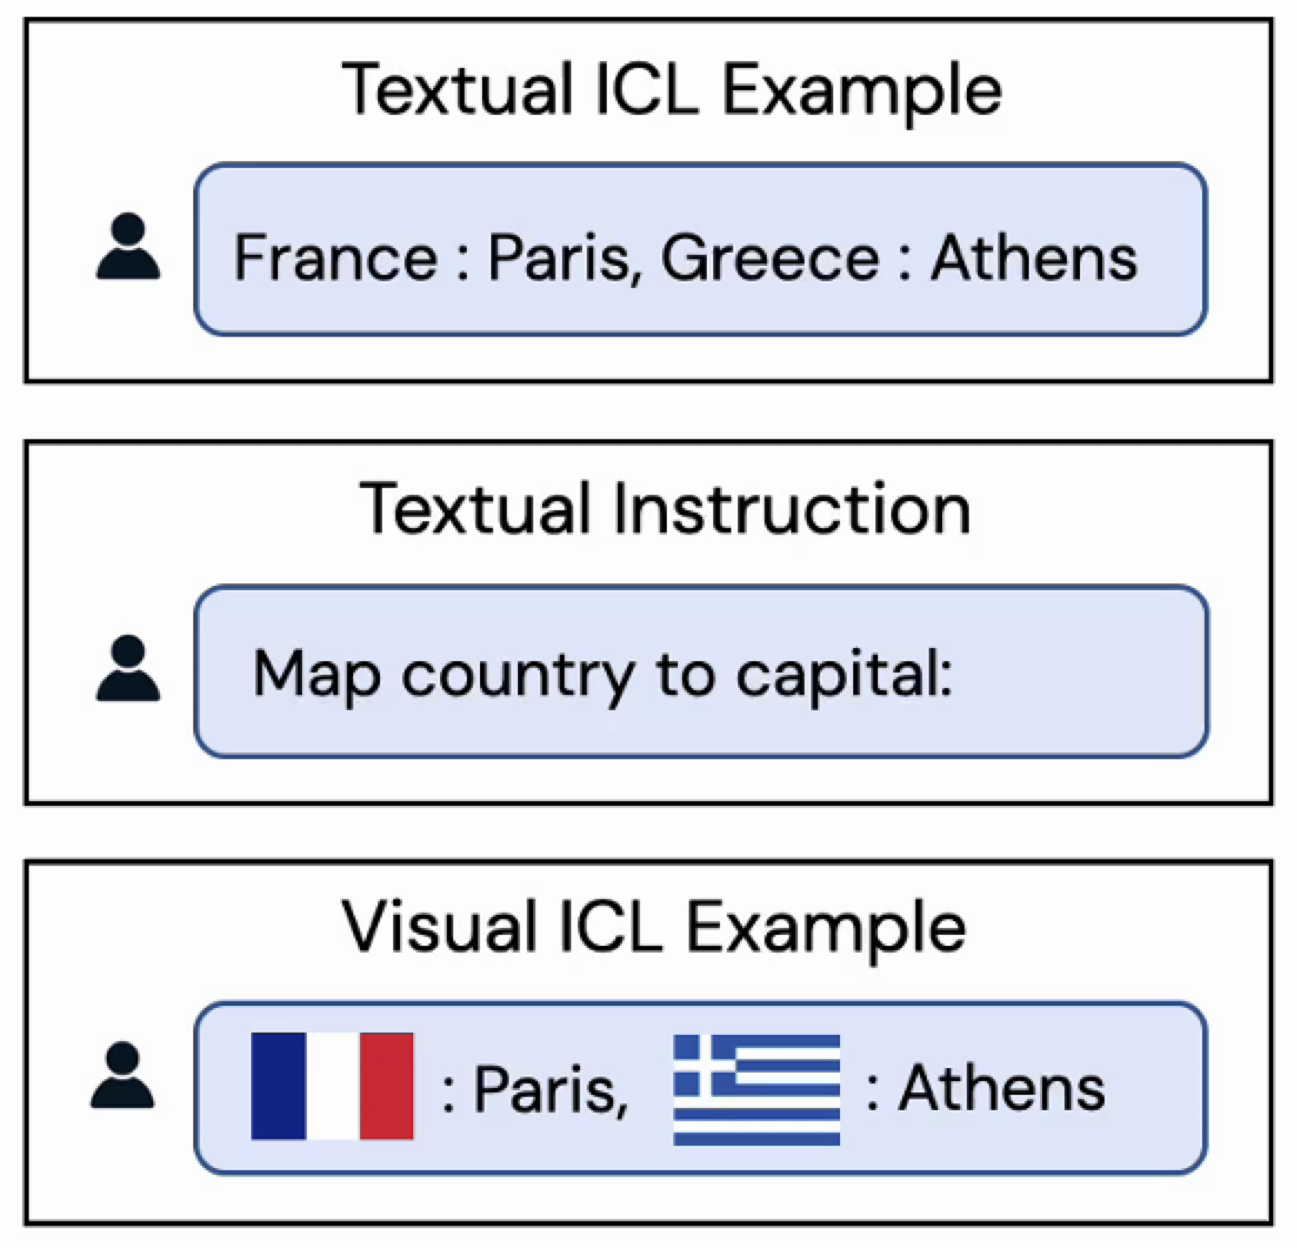 Textual ICL Example
France : Paris, Greece : Athens
Textual Instruction
Map country to capital:
Visual ICL Example
: Paris, : Athens